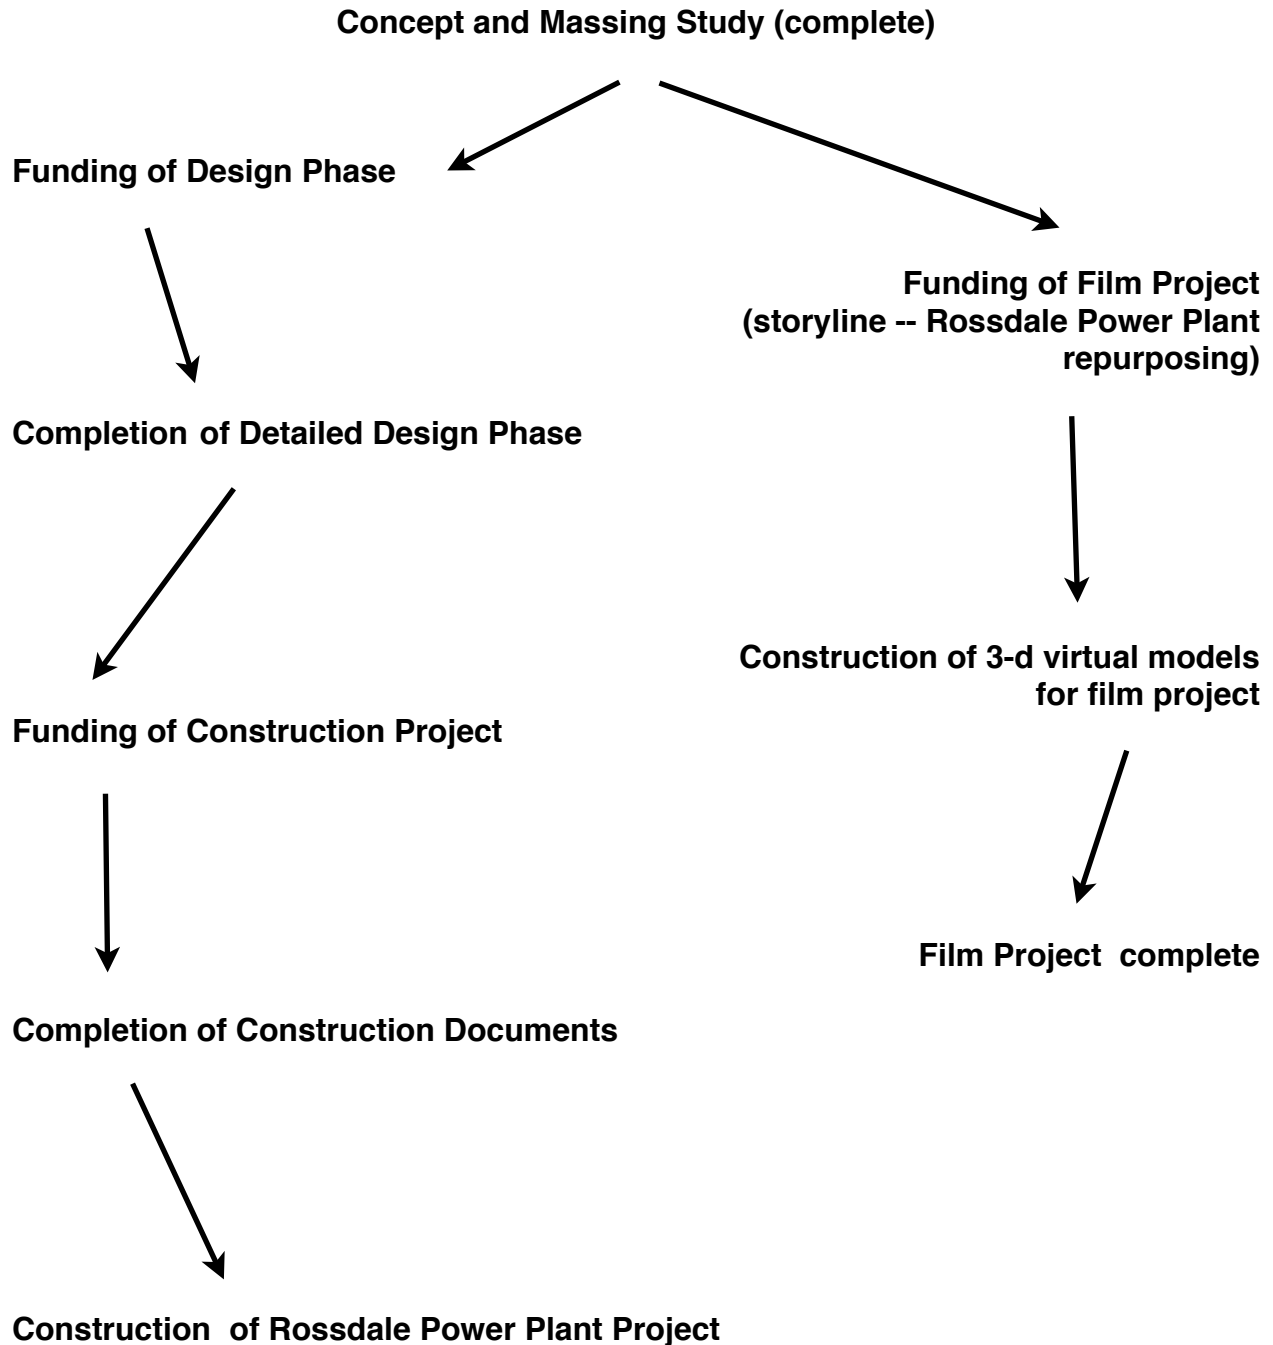 Concept and Massing Study (complete)
Funding of Design Phase
Funding of Film Project
(storyline -- Rossdale Power Plant
repurposing)
Completion of Detailed Design Phase
Construction of 3-d virtual models
for film project
Funding of Construction Project
Film Project  complete
Completion of Construction Documents
Construction  of Rossdale Power Plant Project